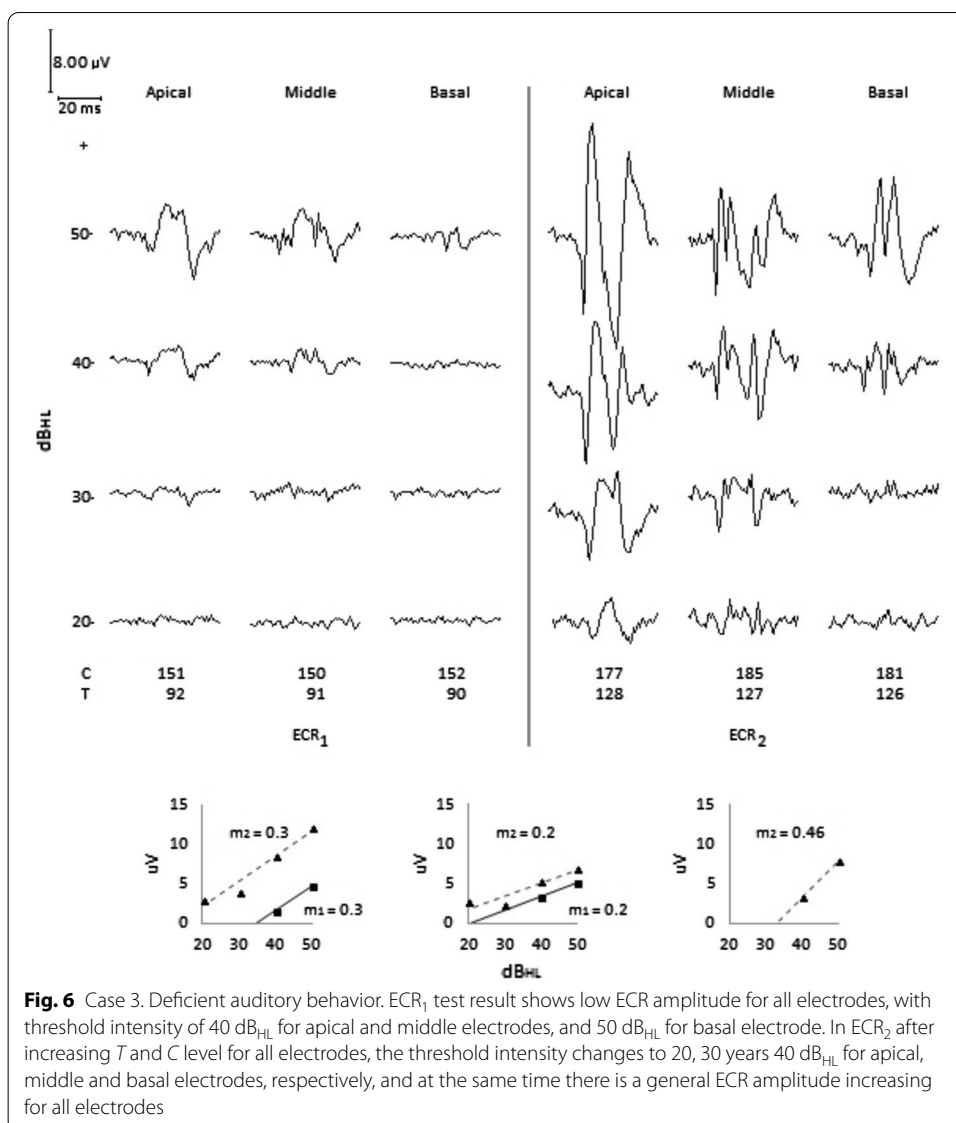 8.00 µV
20 ms
Apical Middle Basal Apical Middle Basal
+
50-
40-
30-
20-
dBHL
C 151 150 152 177 185 181
T 92 91 90 128 127 126
ECR1 ECR2
15 15 15
10 10 10
5 5 5
0 0 0
uV uV uV
m2 = 0.3 m2 = 0.2 m2 = 0.46
m1 = 0.3 m1 = 0.2
20 30 40 50 20 30 40 50 20 30 40 50
dBHL
Fig. 6 Case 3. Deficient auditory behavior. ECR1 test result shows low ECR amplitude for all electrodes, with
threshold intensity of 40 dBHL for apical and middle electrodes, and 50 dBHL for basal electrode. In ECR2 after
increasing T and C level for all electrodes, the threshold intensity changes to 20, 30 years 40 dBHL for apical,
middle and basal electrodes, respectively, and at the same time there is a general ECR amplitude increasing
for all electrodes